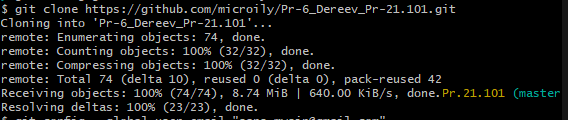 $ git clone https://github.com/microily/Pr-6_Dereev_Pr-21.101.git
Cloning into 'Pr-6_Dereev_Pr-21.101'...
remote: Enumerating objects: 74, done.
remote: Counting objects: 100% (32/32), done.
remote: Compressing objects: 100% (32/32), done.
remote: Total 74 (delta 10), reused 0 (delta 0), pack-reused 42
Receiving objects: 100% (74/74), 8.74 MiB | 640.00 KiB/s, done.Pr.21.101 (master
Resolving deltas: 100% (23/23), done.
$ git config --global user.email